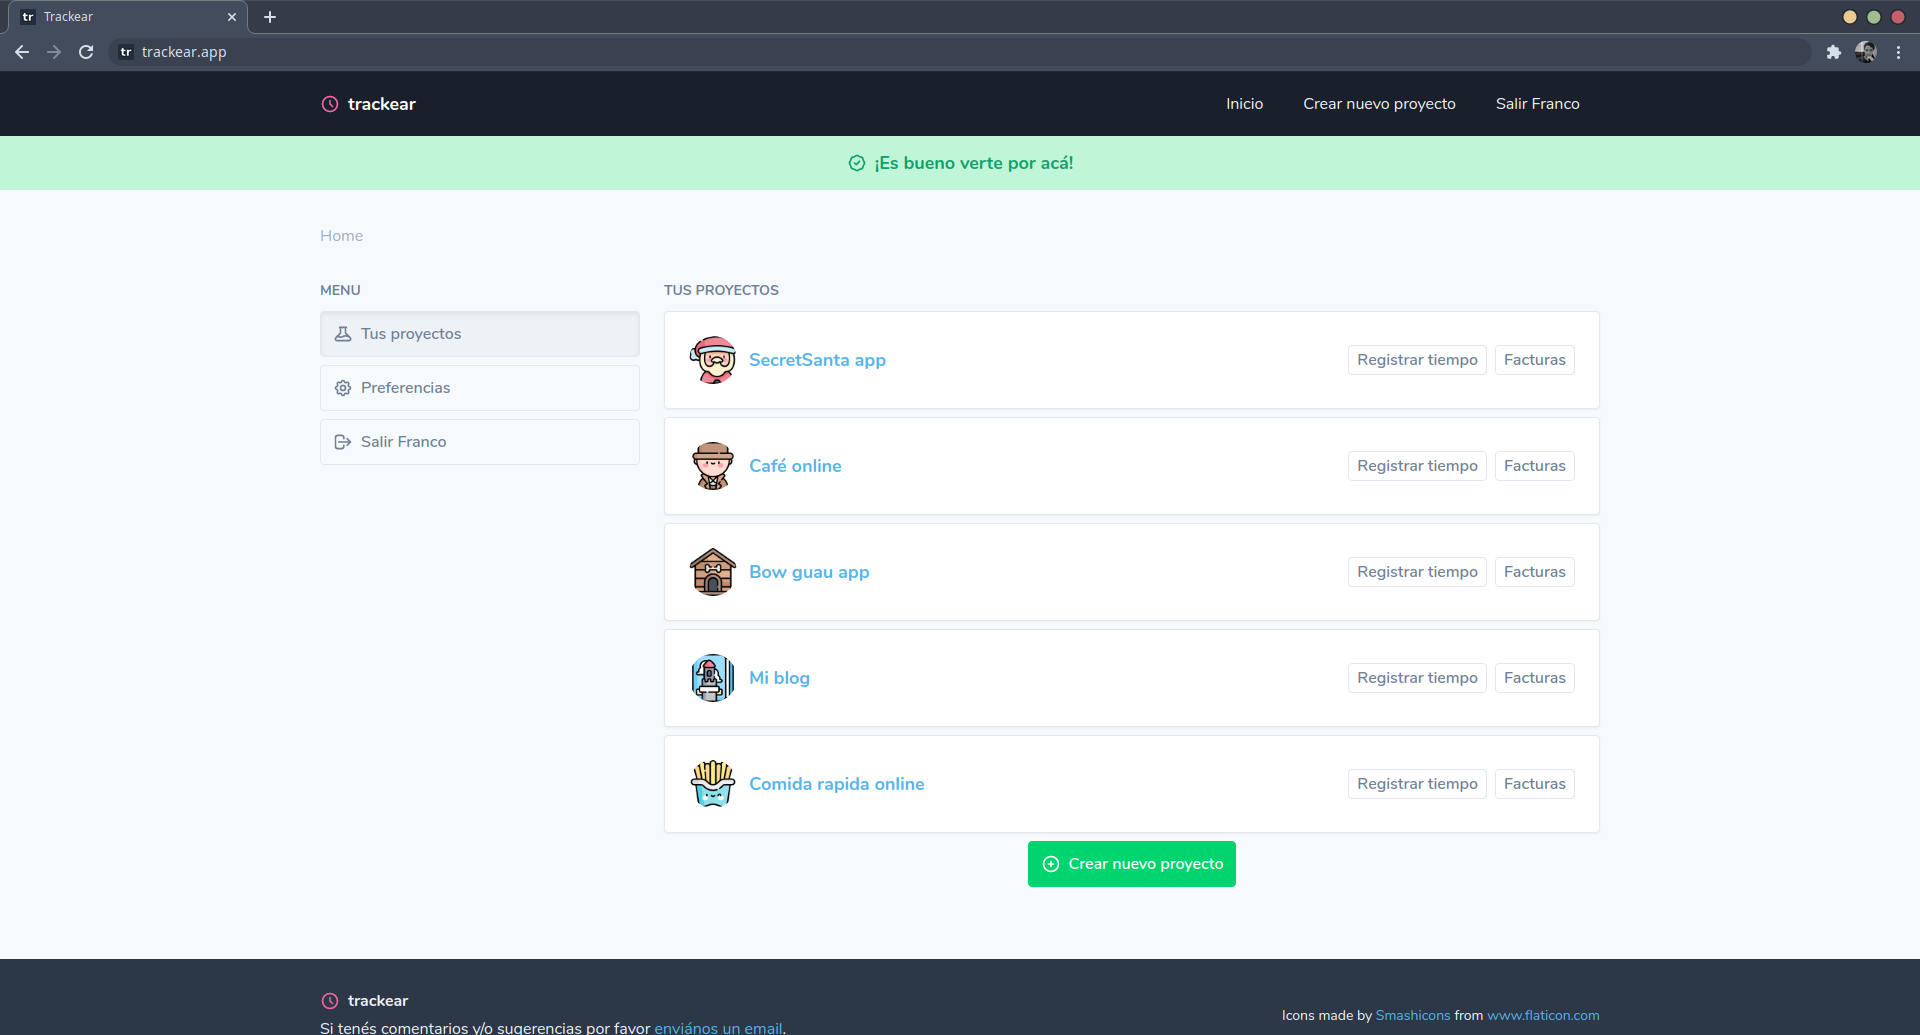 tr Trackear
tr trackear.app
trackear Inicio Crear nuevo proyecto Salir Franco
¡Es bueno verte por acá!
Home
MENU
Tus proyectos
Preferencias
Salir Franco
TUS PROYECTOS
SecretSanta app Registrar tiempo Facturas
Café online Registrar tiempo Facturas
Bow guau app Registrar tiempo Facturas
Mi blog Registrar tiempo Facturas
Comida rapida online Registrar tiempo Facturas
Crear nuevo proyecto
trackear
Si tenés comentarios y/o sugerencias por favor envíanos un email.
Icons made by Smashicons from www.flaticon.com